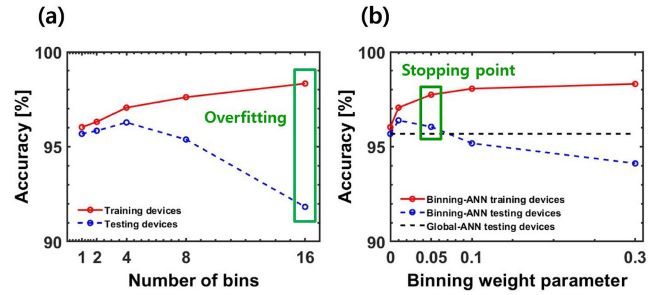 (a)
100
95
90
Accuracy [%]
Overfitting
Training devices
Testing devices
1 2 4 8 16
Number of bins
(b)
100
95
90
Accuracy [%]
Stopping point
Binning-ANN training devices
Binning-ANN testing devices
Global-ANN testing devices
0 0.05 0.1 0.3
Binning weight parameter